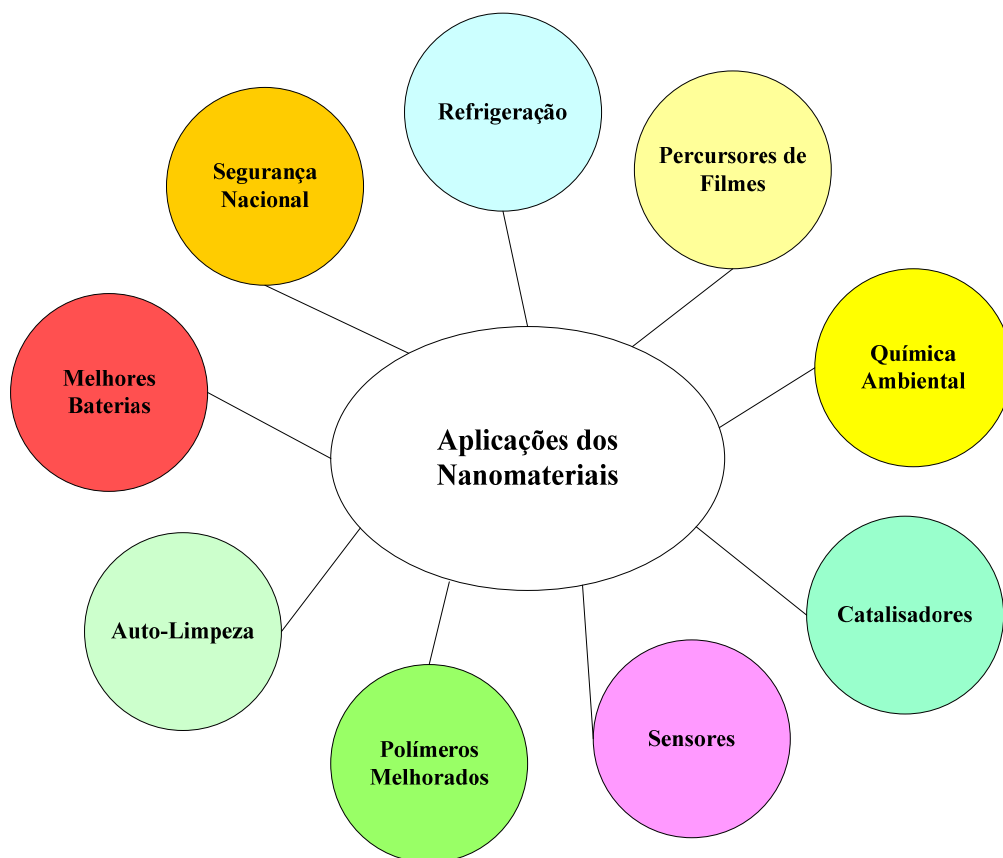 Refrigeração
Percursores de
Filmes
Segurança
Nacional
Química
Ambiental
Melhores
Baterias
Aplicações dos
Nanomateriais
Catalisadores
Auto-Limpeza
Sensores
Polímeros
Melhorados